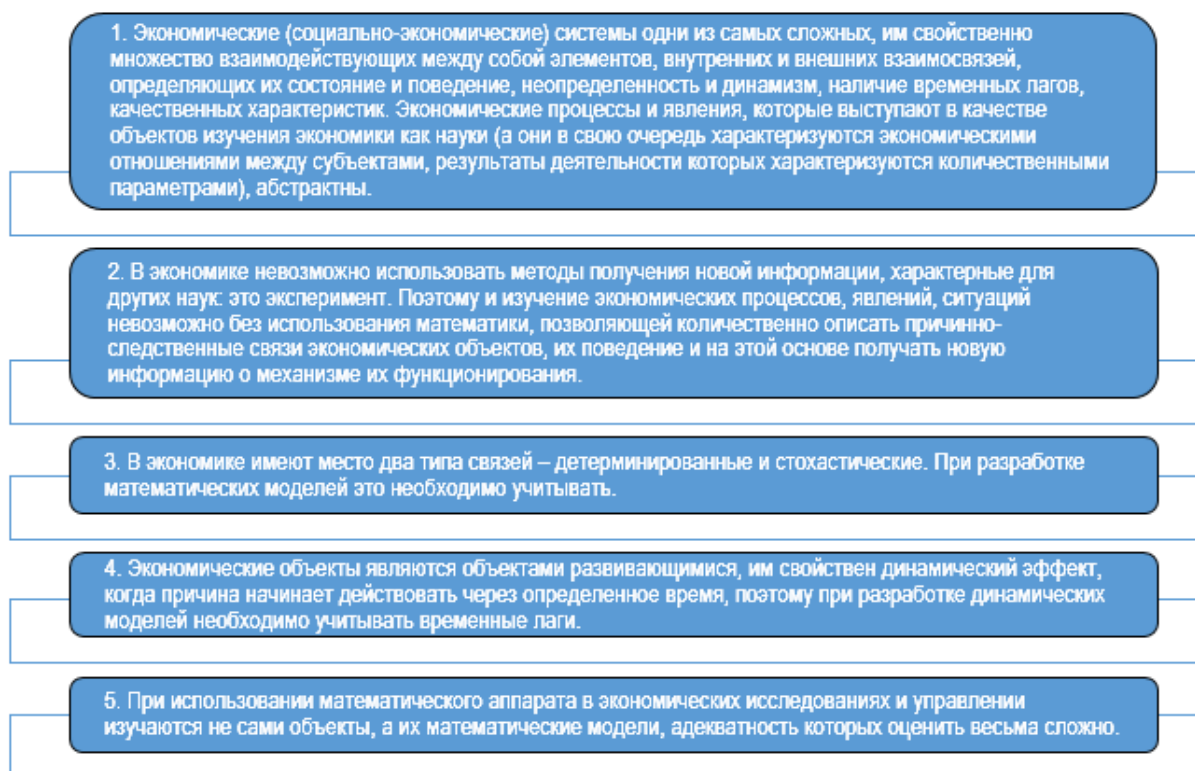 1. Экономические (социально-экономические) системы одни из самых сложных, им свойственно
множество взаимодействующих между собой элементов, внутренних и внешних взаимосвязей,
определяющих их состояние и поведение, неопределенность и динамизм, наличие временных лагов,
качественных характеристик. Экономические процессы и явления, которые выступают в качестве
объектов изучения экономики как науки (а они в свою очередь характеризуются экономическими
отношениями между субъектами, результаты деятельности которых характеризуются количественными
параметрами), абстрактны.
2. В экономике невозможно использовать методы получения новой информации, характерные для
других наук: это эксперимент. Поэтому и изучение экономических процессов, явлений, ситуаций
невозможно без использования математики, позволяющей количественно описать причинно-
следственные связи экономических объектов, их поведение и на этой основе получать новую
информацию о механизме их функционирования.
3. В экономике имеют место два типа связей – детерминированные и стохастические. При разработке
математических моделей это необходимо учитывать.
4. Экономические объекты являются объектами развивающимися, им свойствен динамический эффект,
когда причина начинает действовать через определенное время, поэтому при разработке динамических
моделей необходимо учитывать временные лаги.
5. При использовании математического аппарата в экономических исследованиях и управлении
изучаются не сами объекты, а их математические модели, адекватность которых оценить весьма сложно.